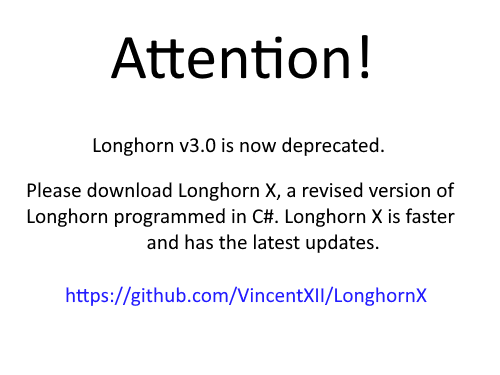 Attention!
Longhorn v3.0 is now deprecated.
Please download Longhorn X, a revised version of
Longhorn programmed in C#. Longhorn X is faster
and has the latest updates.
https://github.com/VincentXII/LonghornX